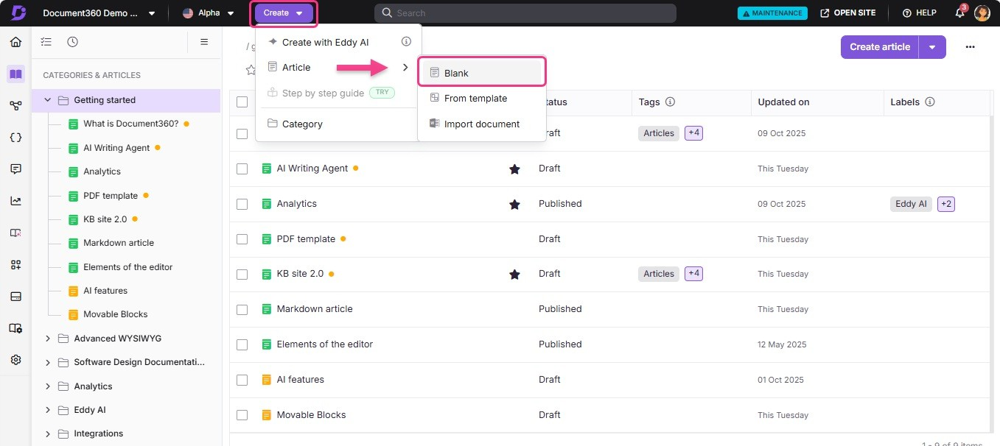 Document360 Demo ...
Alpha
Create
Search
MAINTENANCE
OPEN SITE
HELP
3
Create with Eddy AI
Article
Step by step guide TRY
Category
Blank
From template
Import document
Create article
CATEGORIES & ARTICLES
Getting started
What is Document360?
AI Writing Agent
Analytics
PDF template
KB site 2.0
Markdown article
Elements of the editor
AI features
Movable Blocks
Advanced WYSIWYG
Software Design Documentati...
Analytics
Eddy AI
Integrations
Tags Updated on Labels
Articles +4 09 Oct 2025
AI Writing Agent Draft This Tuesday
Analytics Published 09 Oct 2025 Eddy AI +2
PDF template Draft This Tuesday
KB site 2.0 Draft Articles +4 This Tuesday
Markdown article Published This Tuesday
Elements of the editor Published 12 May 2025
AI features Draft 01 Oct 2025
Movable Blocks Draft This Tuesday
1 - 9 of 9 items